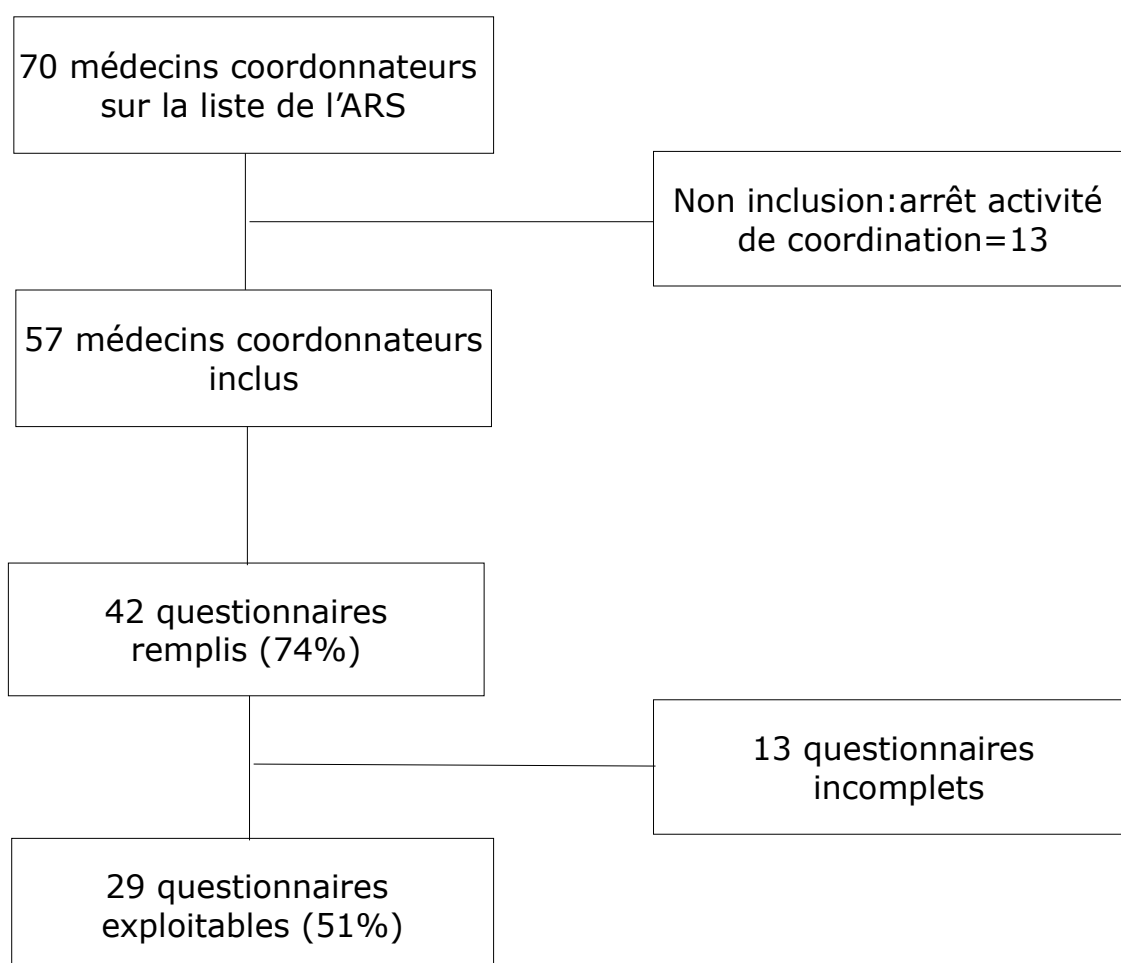 70 médecins coordonnateurs
sur la liste de l’ARS
Non inclusion:arrêt activité
de coordination=13
57 médecins coordonnateurs
inclus
42 questionnaires
remplis (74%)
13 questionnaires
incomplets
29 questionnaires
exploitables (51%)